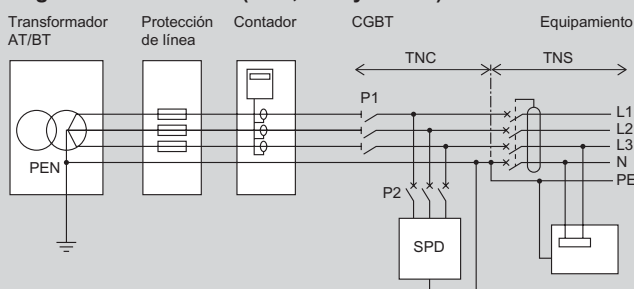 Transformador
AT/BT
Protección
de línea
Contador
CGBT
Equipamiento
TNC
TNS
P1
L1
L2
L3
N
PE
PEN
P2
SPD